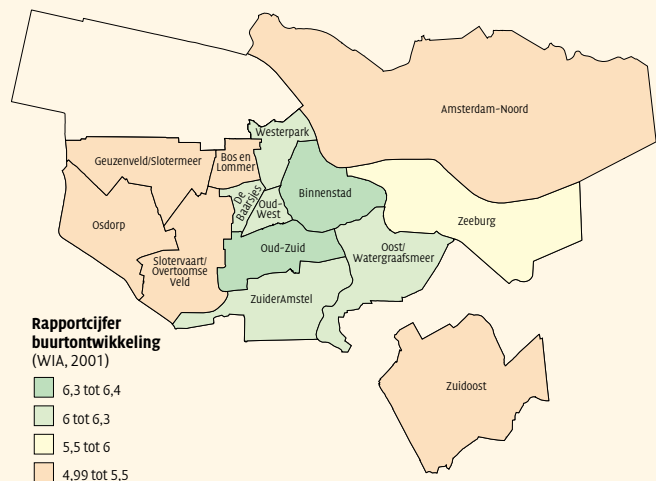 Amsterdam-Noord
Westerpark
Geuzenveld/Slotermeer
Bos en
Lommer
Binnenstad
De
Baarsjes
Oud-
West
Zeeburg
Osdorp
Oud-Zuid
Oost/
Watergraafsmeer
Slotervaart/
Overtoomse
Veld
ZuiderAmstel
Zuidoost
Rapportcijfer
buurtontwikkeling
(WIA, 2001)
6,3 tot 6,4
6 tot 6,3
5,5 tot 6
4,99 tot 5,5